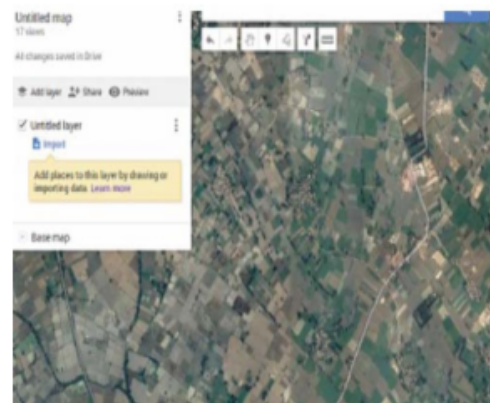 Untitled map
17 views
All changes saved in Drive
Add layer Share Preview
Untitled layer
Import
Add places to this layer by drawing or
importing data. Learn more
Base map